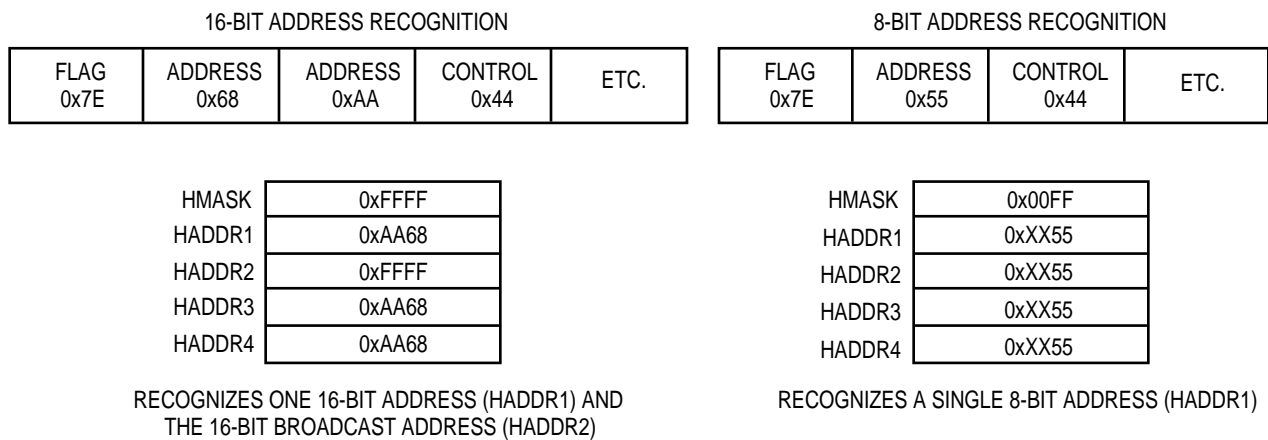 16-BIT ADDRESS RECOGNITION
FLAG
0x7E
ADDRESS
0x68
ADDRESS
0xAA
CONTROL
0x44
ETC.
HMASK 0xFFFF
HADDR1 0xAA68
HADDR2 0xFFFF
HADDR3 0xAA68
HADDR4 0xAA68
RECOGNIZES ONE 16-BIT ADDRESS (HADDR1) AND
THE 16-BIT BROADCAST ADDRESS (HADDR2)
8-BIT ADDRESS RECOGNITION
FLAG
0x7E
ADDRESS
0x55
CONTROL
0x44
ETC.
HMASK 0x00FF
HADDR1 0xXX55
HADDR2 0xXX55
HADDR3 0xXX55
HADDR4 0xXX55
RECOGNIZES A SINGLE 8-BIT ADDRESS (HADDR1)